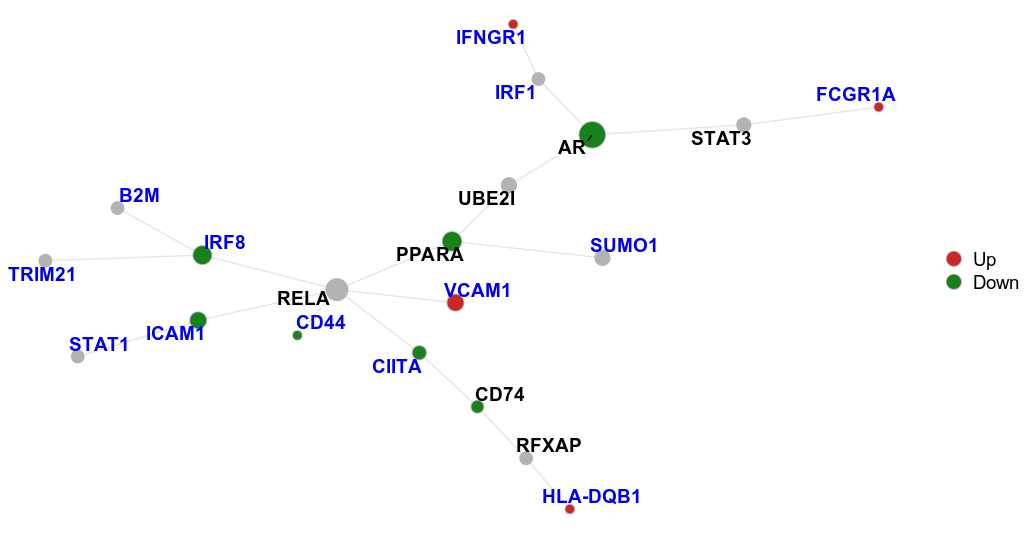 IFNGR1
IRF1
FCGR1A
AR
STAT3
UBE2I
B2M
IRF8
SUMO1
PPARA
TRIM21
Up
Down
VCAM1
RELA
CD44
ICAM1
STAT1
CIITA
CD74
RFXAP
HLA-DQB1